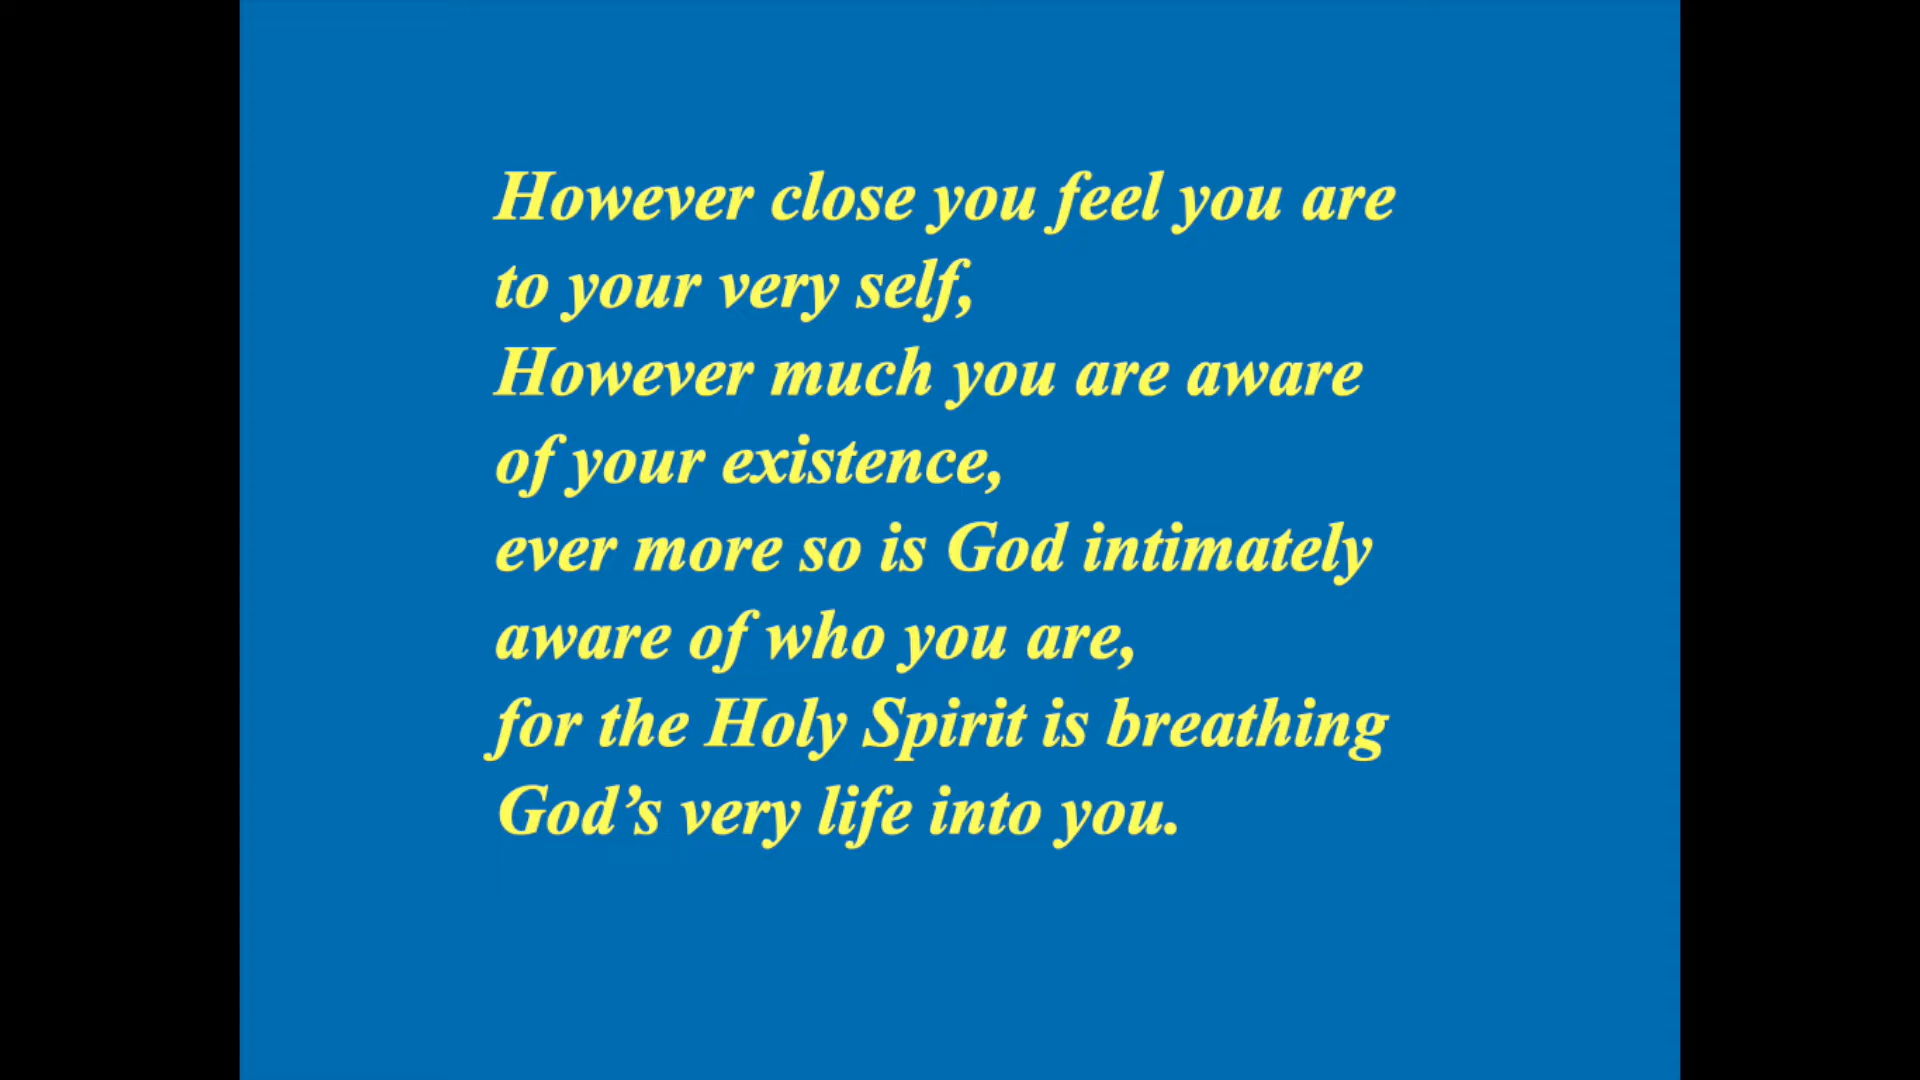 However close you feel you are
to your very self,
However much you are aware
of your existence,
ever more so is God intimately
aware of who you are,
for the Holy Spirit is breathing
God’s very life into you.